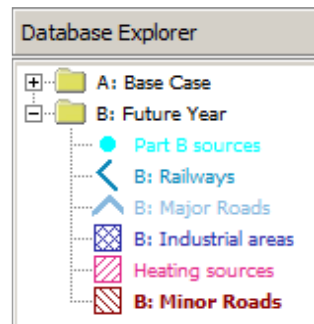 Database Explorer
A: Base Case
B: Future Year
Part B sources
B: Railways
B: Major Roads
B: Industrial areas
Heating sources
B: Minor Roads